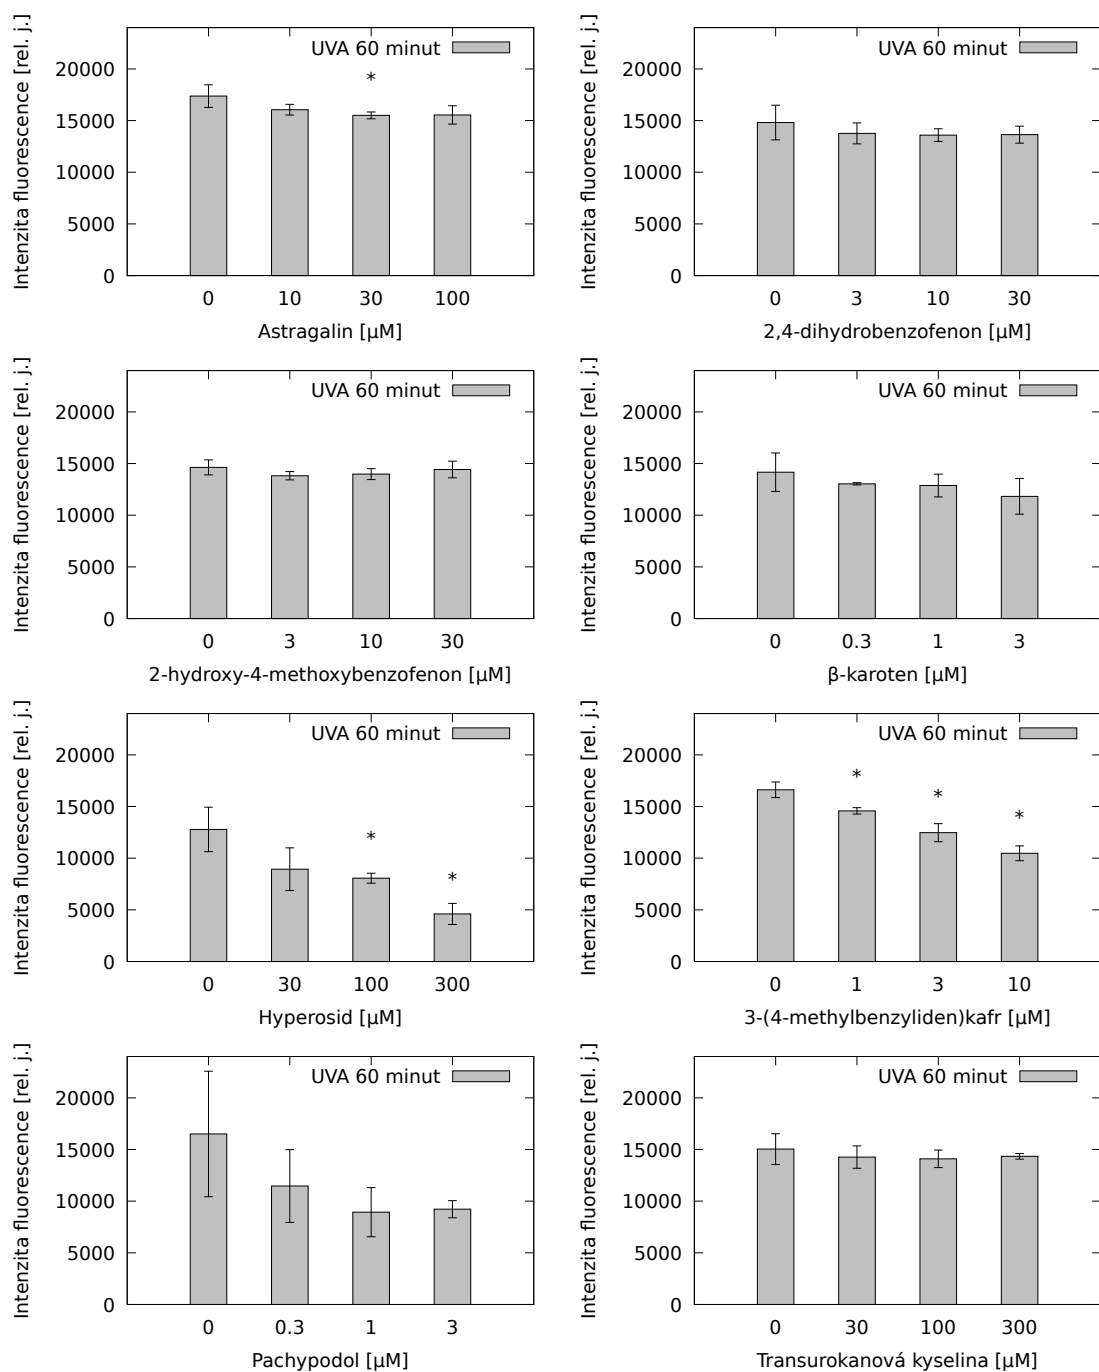 Intenzita fluorescence [rel. j.]
UVA 60 minut
20000
15000
10000
5000
0
*
0 10 30 100
Astragalin [µM]
Intenzita fluorescence [rel. j.]
UVA 60 minut
20000
15000
10000
5000
0
0 3 10 30
2,4-dihydrobenzofenon [µM]
Intenzita fluorescence [rel. j.]
UVA 60 minut
20000
15000
10000
5000
0
0 3 10 30
2-hydroxy-4-methoxybenzofenon [µM]
Intenzita fluorescence [rel. j.]
UVA 60 minut
20000
15000
10000
5000
0
0 0.3 1 3
β-karoten [µM]
Intenzita fluorescence [rel. j.]
UVA 60 minut
20000
15000
10000
5000
0
* *
0 30 100 300
Hyperosid [µM]
Intenzita fluorescence [rel. j.]
UVA 60 minut
20000
15000
10000
5000
0
* * *
0 1 3 10
3-(4-methylbenzyliden)kafr [µM]
Intenzita fluorescence [rel. j.]
UVA 60 minut
20000
15000
10000
5000
0
0 0.3 1 3
Pachypodol [µM]
Intenzita fluorescence [rel. j.]
UVA 60 minut
20000
15000
10000
5000
0
0 30 100 300
Transurokanová kyselina [µM]